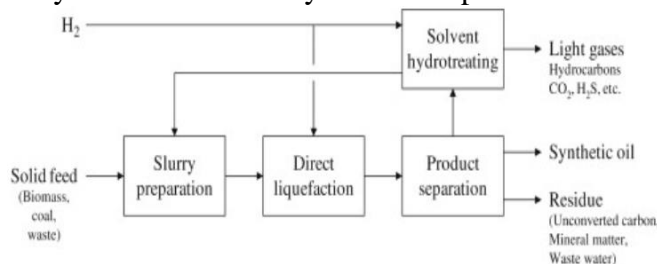 H₂
Solvent
hydrotreating
Light gases
Hydrocarbons
CO₂, H₂S, etc.
Solid feed
(Biomass,
coal,
waste)
Slurry
preparation
Direct
liquefaction
Product
separation
Synthetic oil
Residue
(Unconverted carbon
Mineral matter,
Waste water)